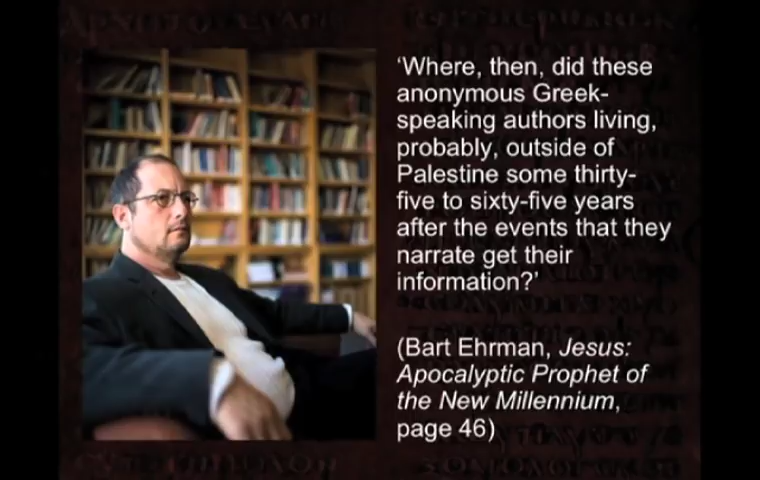 ‘Where, then, did these
anonymous Greek-
speaking authors living,
probably, outside of
Palestine some thirty-
five to sixty-five years
after the events that they
narrate get their
information?’
(Bart Ehrman, Jesus:
Apocalyptic Prophet of
the New Millennium,
page 46)